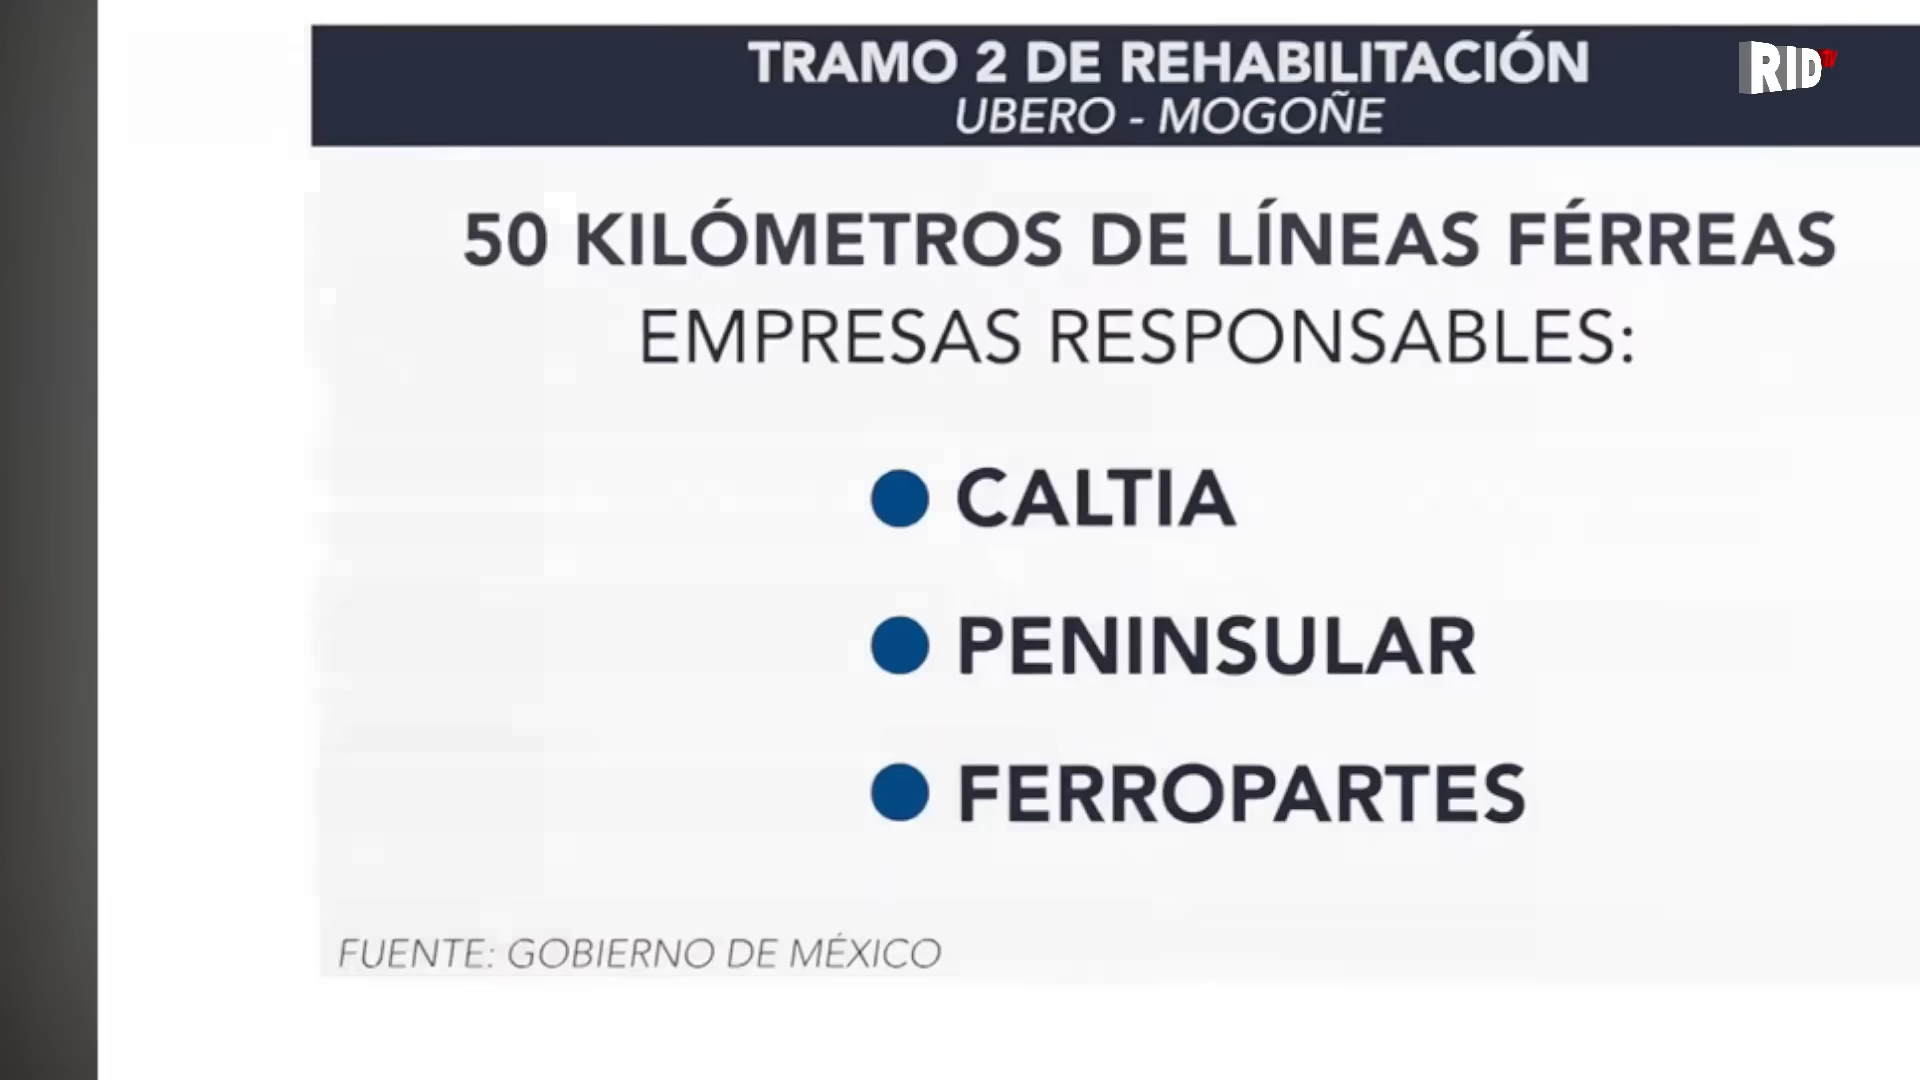 TRAMO 2 DE REHABILITACIÓN
UBERO - MOGOÑE
RID TV
50 KILÓMETROS DE LÍNEAS FÉRREAS
EMPRESAS RESPONSABLES:
CALTIA
PENINSULAR
FERROPARTES
FUENTE: GOBIERNO DE MÉXICO